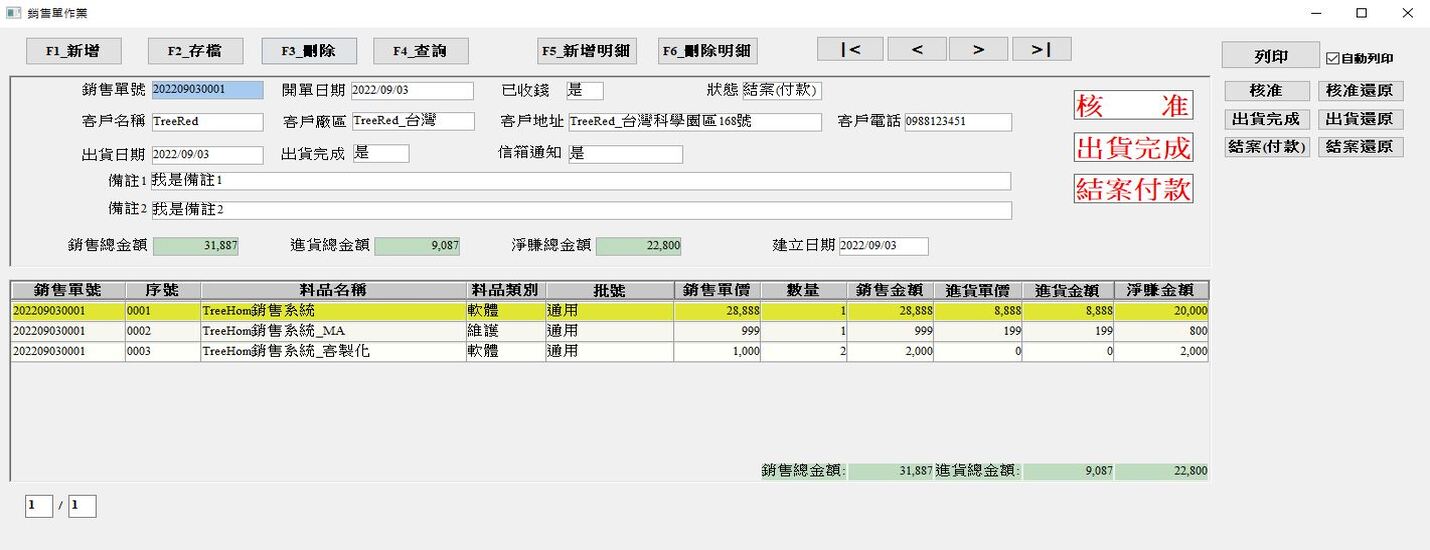 銷售單作業
F1_新增 F2_存檔 F3_刪除 F4_查詢 F5_新增明細 F6_刪除明細 |< < > >| 列印 自動列印
銷售單號 202209030001 開單日期 2022/09/03 已收錢 是 狀態 結案(付款) 核准 核准 核准還原
客戶名稱 TreeRed 客戶廠區 TreeRed_台灣 客戶地址 TreeRed_台灣科學園區168號 客戶電話 0988123451 出貨完成 出貨還原
出貨日期 2022/09/03 出貨完成 是 信箱通知 是 出貨完成 結案(付款) 結案還原
備註1 我是備註1 結案付款
備註2 我是備註2
銷售總金額 31,887 進貨總金額 9,087 淨賺總金額 22,800 建立日期 2022/09/03
銷售單號 序號 料品名稱 料品類別 批號 銷售單價 數量 銷售金額 進貨單價 進貨金額 淨賺金額
202209030001 0001 TreeHom銷售系統 軟體 通用 28,888 1 28,888 8,888 8,888 20,000
202209030001 0002 TreeHom銷售系統_MA 維護 通用 999 1 999 199 199 800
202209030001 0003 TreeHom銷售系統_客製化 軟體 通用 1,000 2 2,000 0 0 2,000
銷售總金額: 31,887 進貨總金額: 9,087 22,800
1 / 1